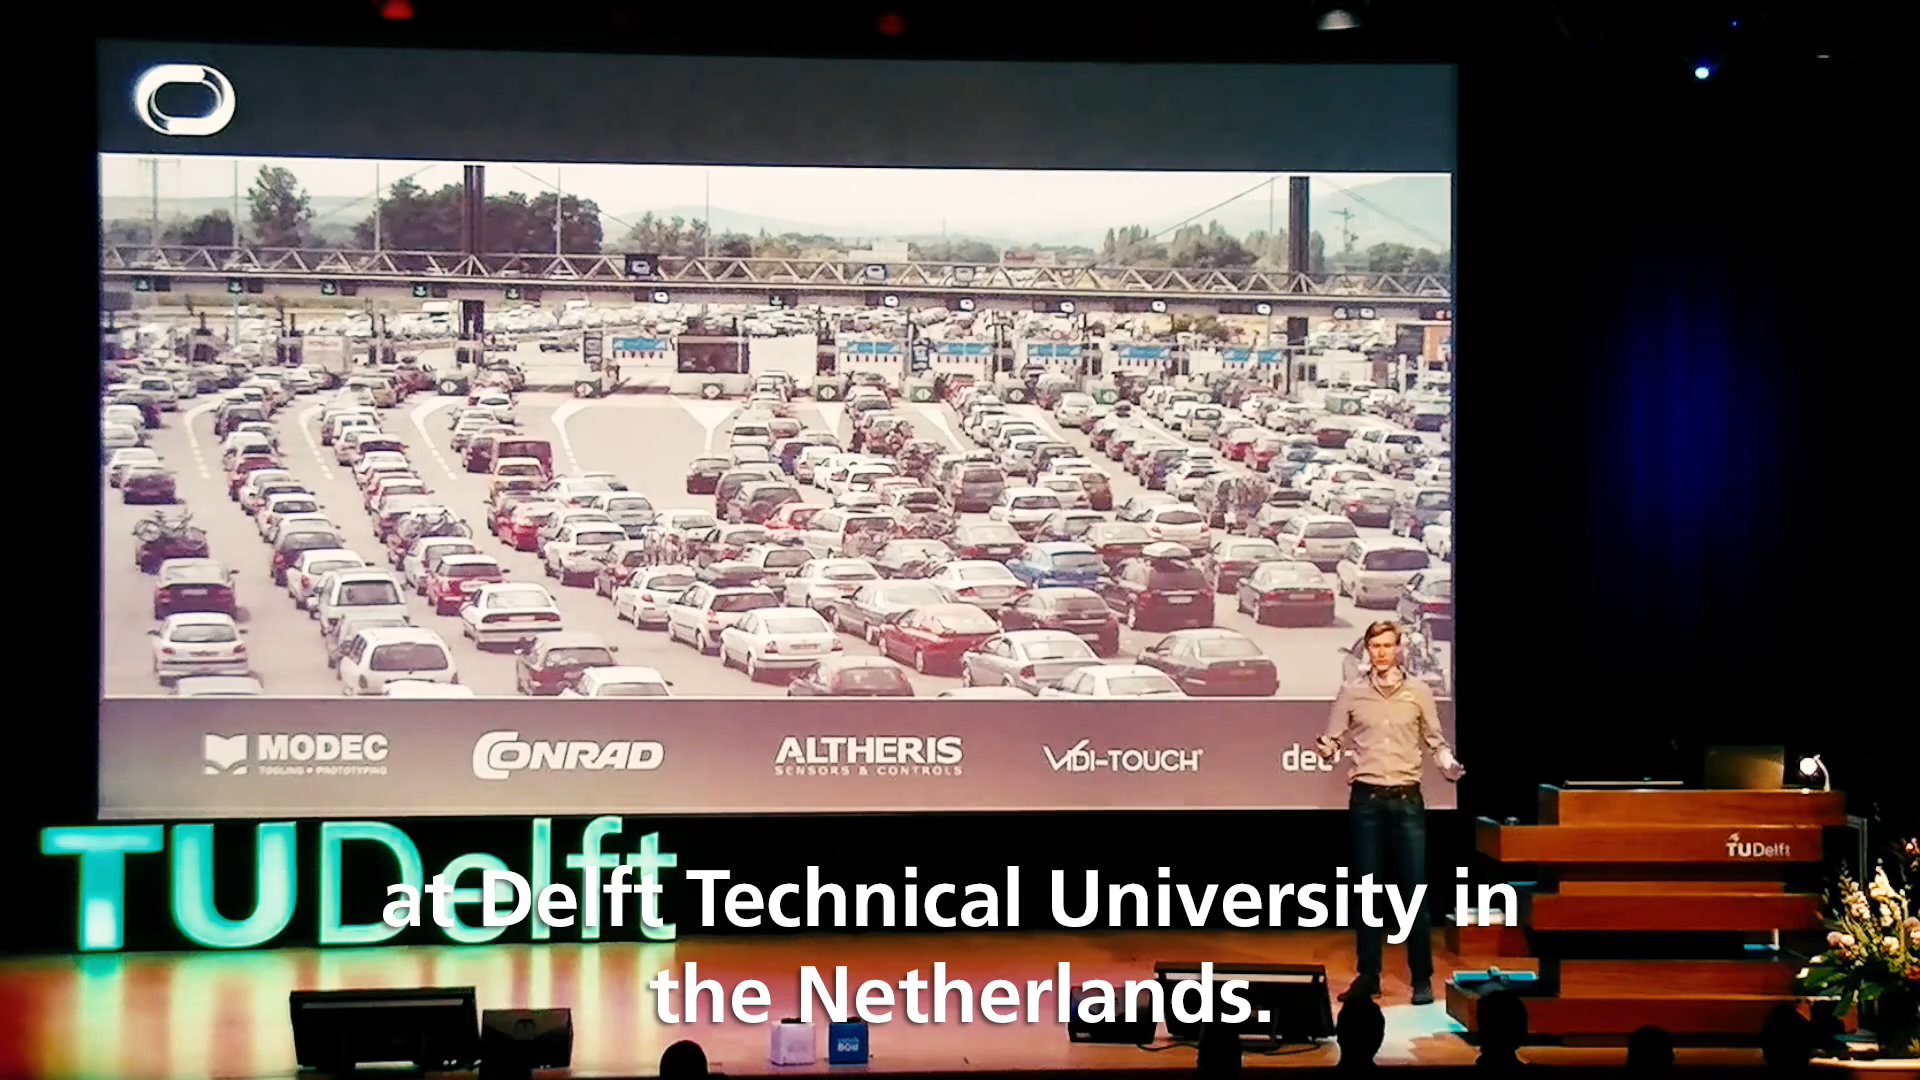 MODEC
TOOLING • PROTOTYPING
CONRAD
ALTHERIS
SENSORS & CONTROLS
VIDI-TOUCH
TUDelft
TUDelft
at Delft Technical University in
the Netherlands.